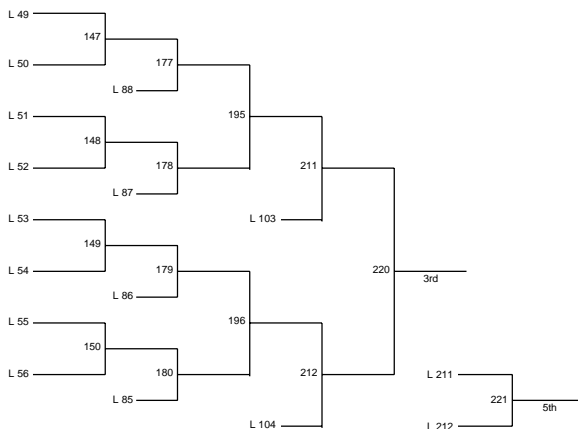 L 49
147
L 50
177
L 88
195
L 51
148
L 52
178
L 87
211
L 103
L 53
149
L 54
179
L 86
220
3rd
196
L 55
150
L 56
180
L 85
212
L 104
L 211
221
5th
L 212